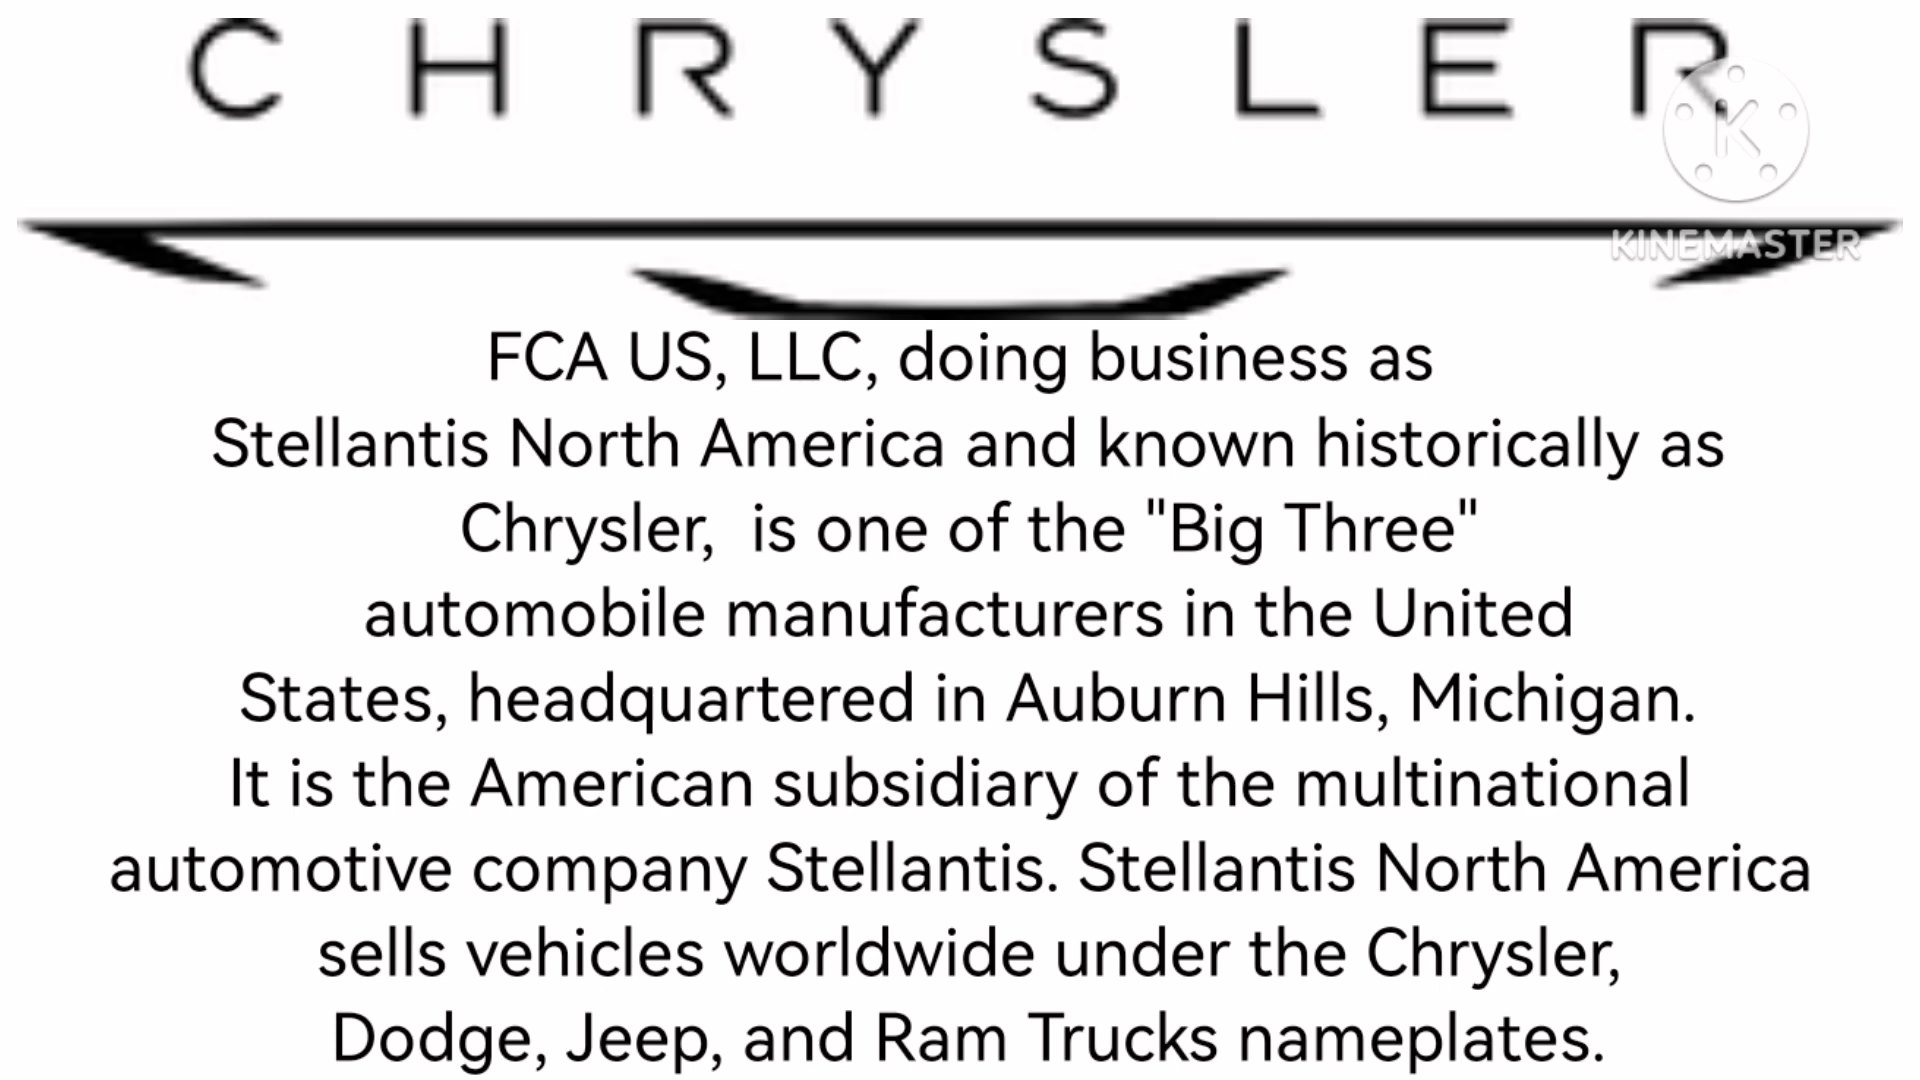 CHRYSLER
K
KINEMASTER
FCA US, LLC, doing business as
Stellantis North America and known historically as
Chrysler,  is one of the "Big Three"
automobile manufacturers in the United
States, headquartered in Auburn Hills, Michigan.
It is the American subsidiary of the multinational
automotive company Stellantis. Stellantis North America
sells vehicles worldwide under the Chrysler,
Dodge, Jeep, and Ram Trucks nameplates.